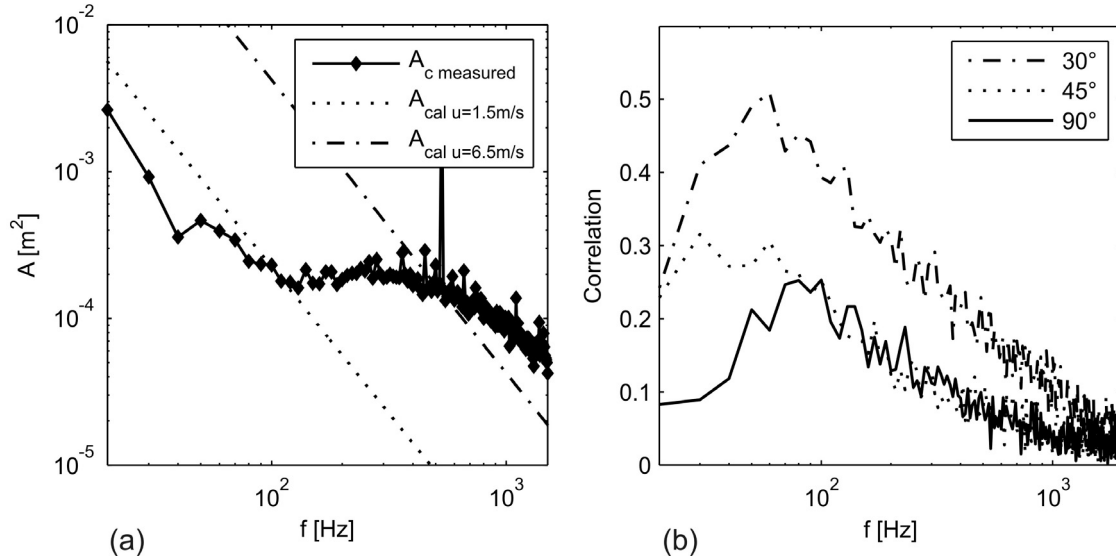 10^-2
10^-3
10^-4
10^-5
A [m^2]
A_c measured
A_cal u=1.5m/s
A_cal u=6.5m/s
10^2
10^3
f [Hz]
(a)
0.5
0.4
0.3
0.2
0.1
0
Correlation
30°
45°
90°
10^2
10^3
f [Hz]
(b)